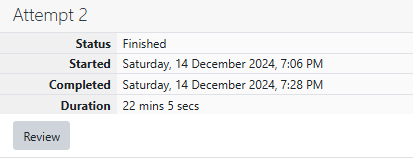 Attempt 2
Status Finished
Started Saturday, 14 December 2024, 7:06 PM
Completed Saturday, 14 December 2024, 7:28 PM
Duration 22 mins 5 secs
Review